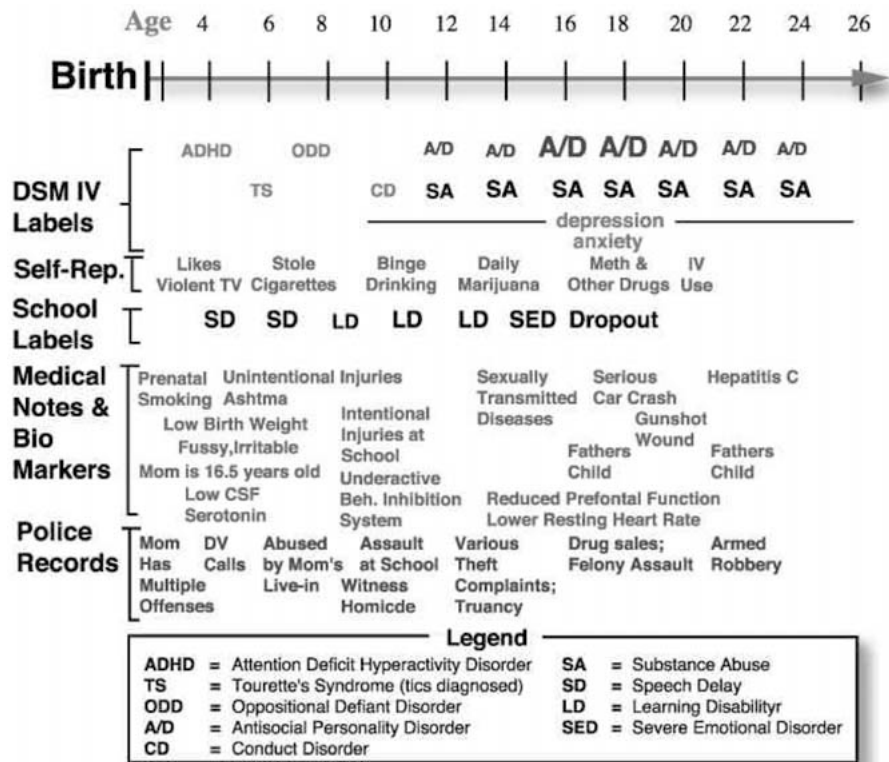 Age 4 6 8 10 12 14 16 18 20 22 24 26
Birth
ADHD ODD A/D A/D A/D A/D A/D A/D A/D
DSM IV
Labels
TS CD SA SA SA SA SA SA SA
depression
anxiety
Self-Rep.
Likes
Violent TV
Stole
Cigarettes
Binge
Drinking
Daily
Marijuana
Meth &
Other Drugs
IV
Use
School
Labels
SD SD LD LD LD SED Dropout
Medical
Notes &
Bio
Markers
Prenatal
Smoking
Unintentional Injuries
Ashtma
Low Birth Weight
Fussy,Irritable
Mom is 16.5 years old
Low CSF
Serotonin
Intentional
Injuries at
School
Underactive
Beh. Inhibition
System
Sexually
Transmitted
Diseases
Serious
Car Crash
Gunshot
Wound
Hepatitis C
Fathers
Child
Fathers
Child
Reduced Prefontal Function
Lower Resting Heart Rate
Police
Records
Mom
Has
Multiple
Offenses
DV
Calls
Abused
by Mom's
Live-in
Assault
at School
Witness
Homicde
Various
Theft
Complaints;
Truancy
Drug sales;
Felony Assault
Armed
Robbery
Legend
ADHD = Attention Deficit Hyperactivity Disorder
TS = Tourette's Syndrome (tics diagnosed)
ODD = Oppositional Defiant Disorder
A/D = Antisocial Personality Disorder
CD = Conduct Disorder
SA = Substance Abuse
SD = Speech Delay
LD = Learning Disabilityr
SED = Severe Emotional Disorder